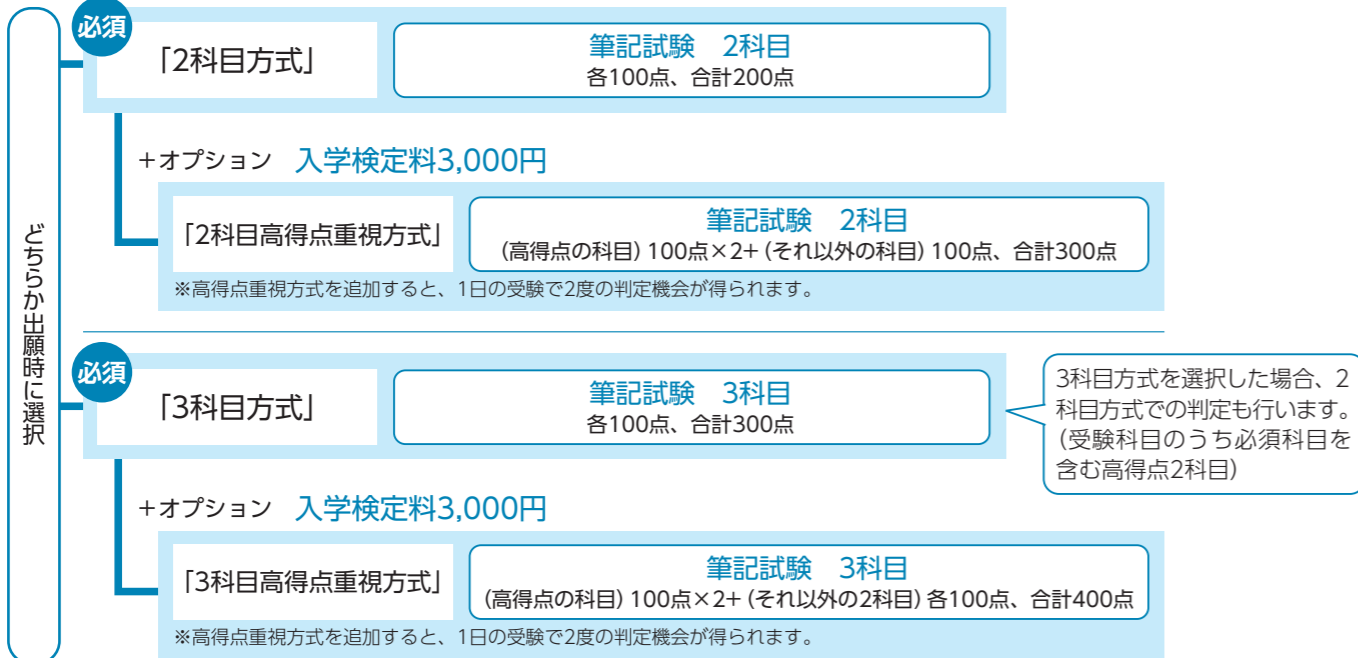 どちらか出願時に選択
必須
「2科目方式」
筆記試験　2科目
各100点、合計200点
+オプション　入学検定料3,000円
「2科目高得点重視方式」
筆記試験　2科目
(高得点の科目) 100点×2+ (それ以外の科目) 100点、合計300点
※高得点重視方式を追加すると、1日の受験で2度の判定機会が得られます。
必須
「3科目方式」
筆記試験　3科目
各100点、合計300点
3科目方式を選択した場合、2
科目方式での判定も行います。
(受験科目のうち必須科目を
含む高得点2科目)
+オプション　入学検定料3,000円
「3科目高得点重視方式」
筆記試験　3科目
(高得点の科目) 100点×2+ (それ以外の2科目) 各100点、合計400点
※高得点重視方式を追加すると、1日の受験で2度の判定機会が得られます。